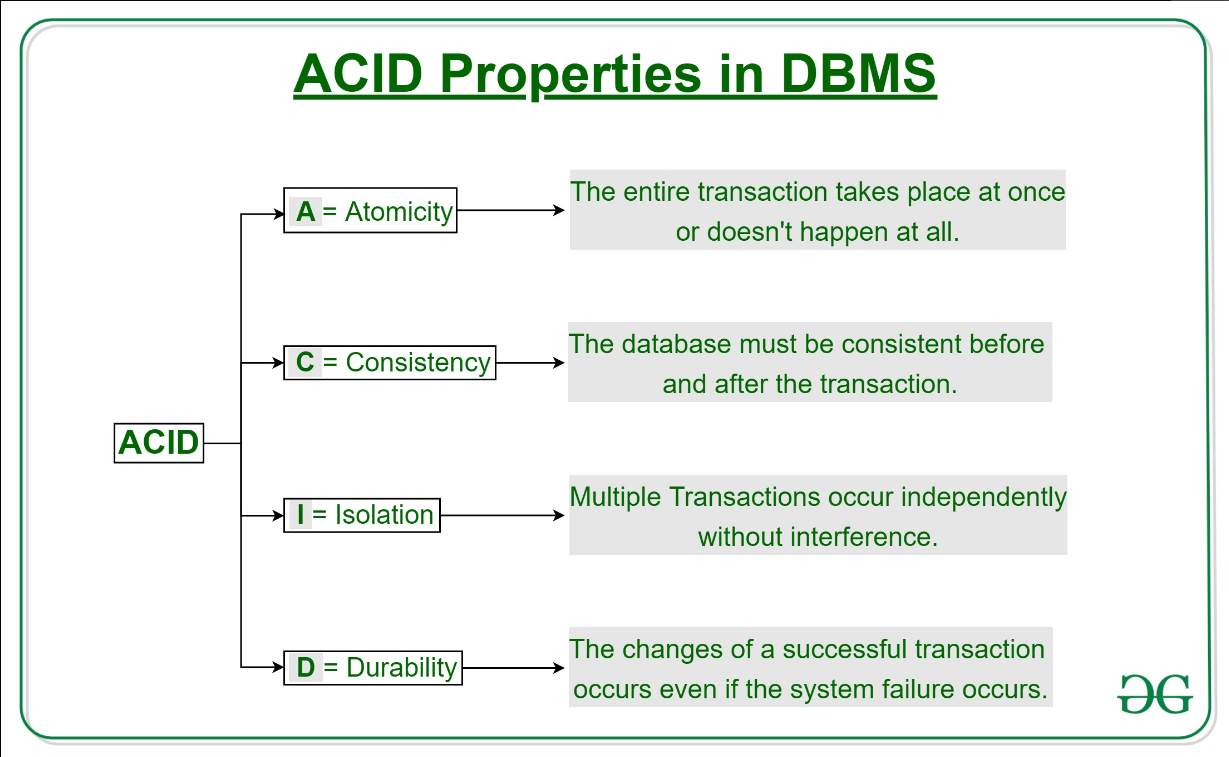 ACID Properties in DBMS
A = Atomicity
The entire transaction takes place at once
or doesn't happen at all.
C = Consistency
The database must be consistent before
and after the transaction.
ACID
I = Isolation
Multiple Transactions occur independently
without interference.
D = Durability
The changes of a successful transaction
occurs even if the system failure occurs.